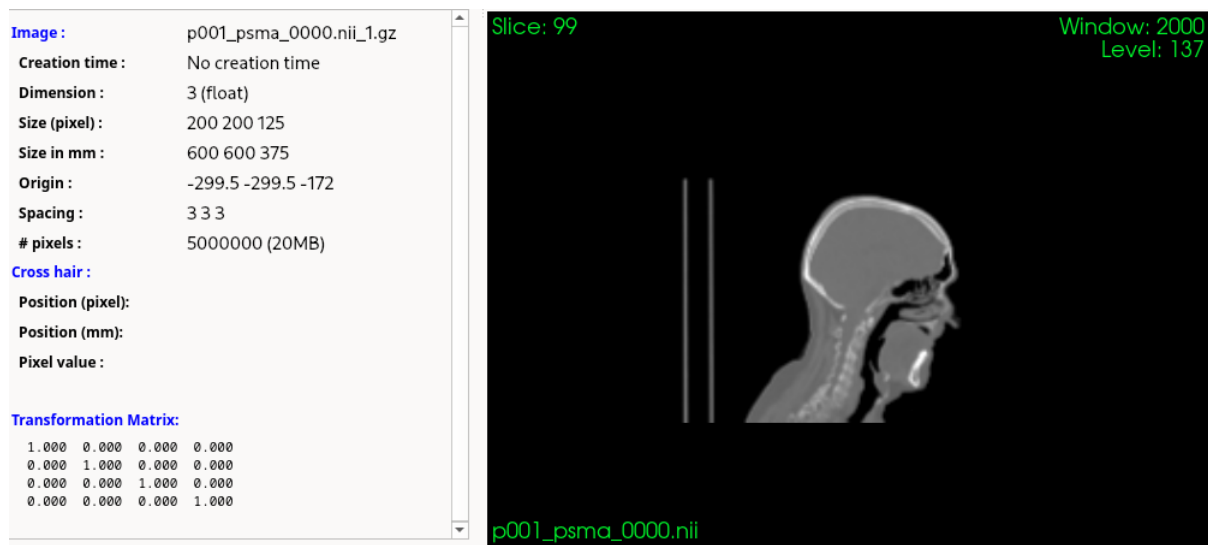 Image : p001_psma_0000.nii_1.gz
Creation time : No creation time
Dimension : 3 (float)
Size (pixel) : 200 200 125
Size in mm : 600 600 375
Origin : -299.5 -299.5 -172
Spacing : 3 3 3
# pixels : 5000000 (20MB)
Cross hair :
Position (pixel):
Position (mm):
Pixel value :
Transformation Matrix:
1.000 0.000 0.000 0.000
0.000 1.000 0.000 0.000
0.000 0.000 1.000 0.000
0.000 0.000 0.000 1.000
Slice: 99
Window: 2000
Level: 137
p001_psma_0000.nii